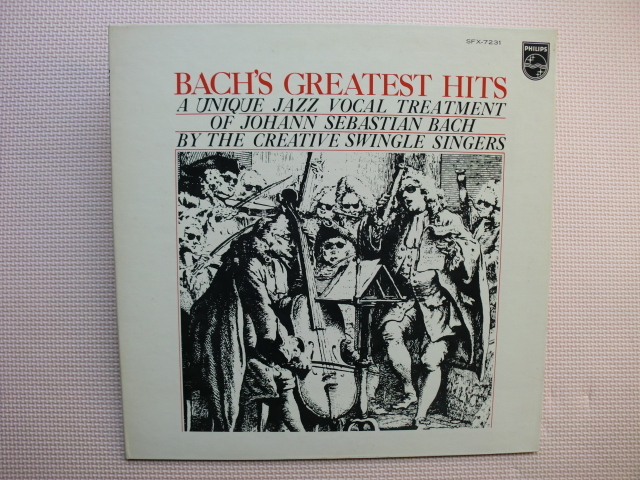 SFX-7231
PHILIPS
BACH'S GREATEST HITS
A UNIQUE JAZZ VOCAL TREATMENT
OF JOHANN SEBASTIAN BACH
BY THE CREATIVE SWINGLE SINGERS